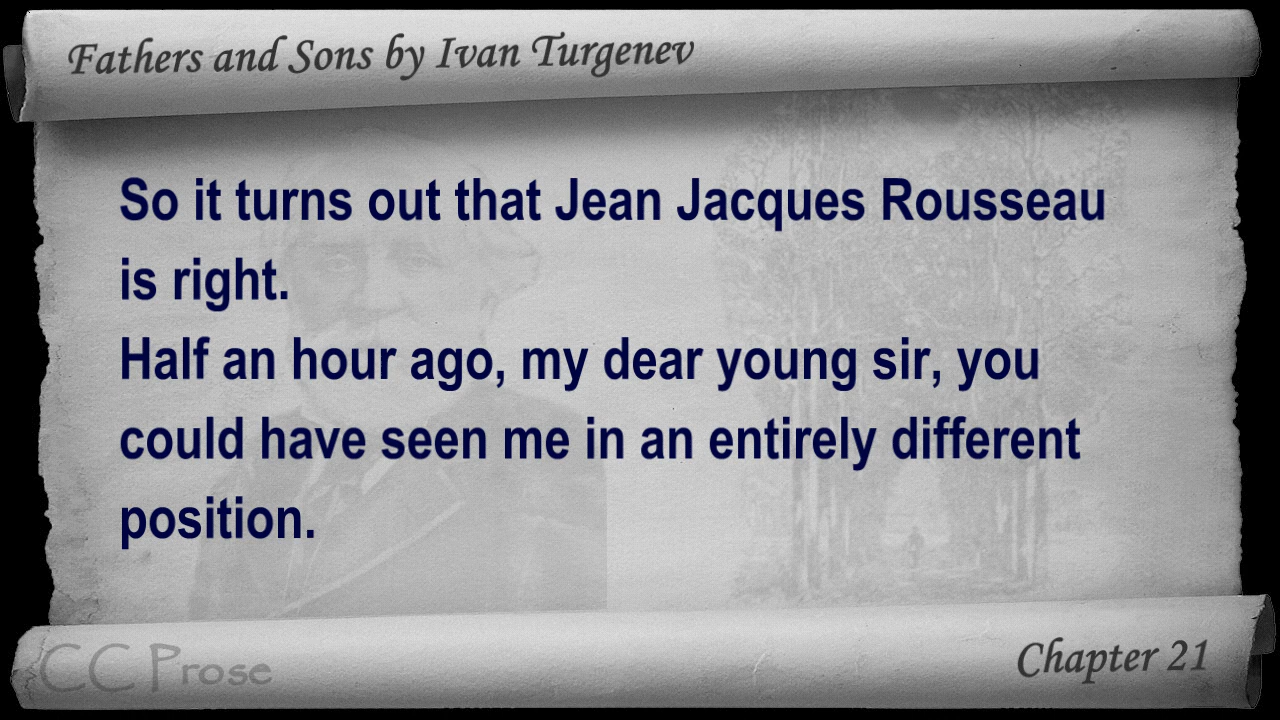 Fathers and Sons by Ivan Turgenev
So it turns out that Jean Jacques Rousseau
is right.
Half an hour ago, my dear young sir, you
could have seen me in an entirely different
position.
CC Prose
Chapter 21